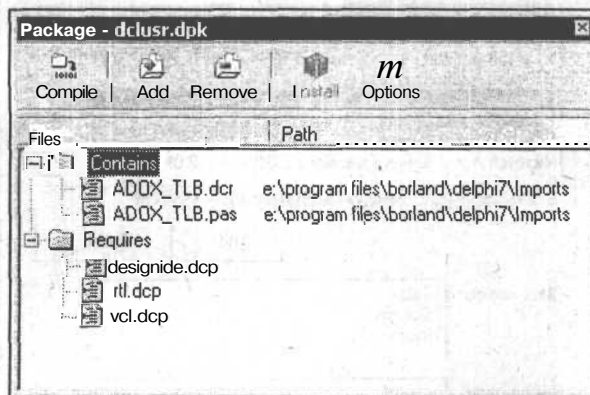 Package - dclusr.dpk
Compile Add Remove Install m Options
Files Path
Contains
ADOX_TLB.dcr e:\program files\borland\delphi7\Imports
ADOX_TLB.pas e:\program files\borland\delphi7\Imports
Requires
designide.dcp
rtl.dcp
vcl.dcp